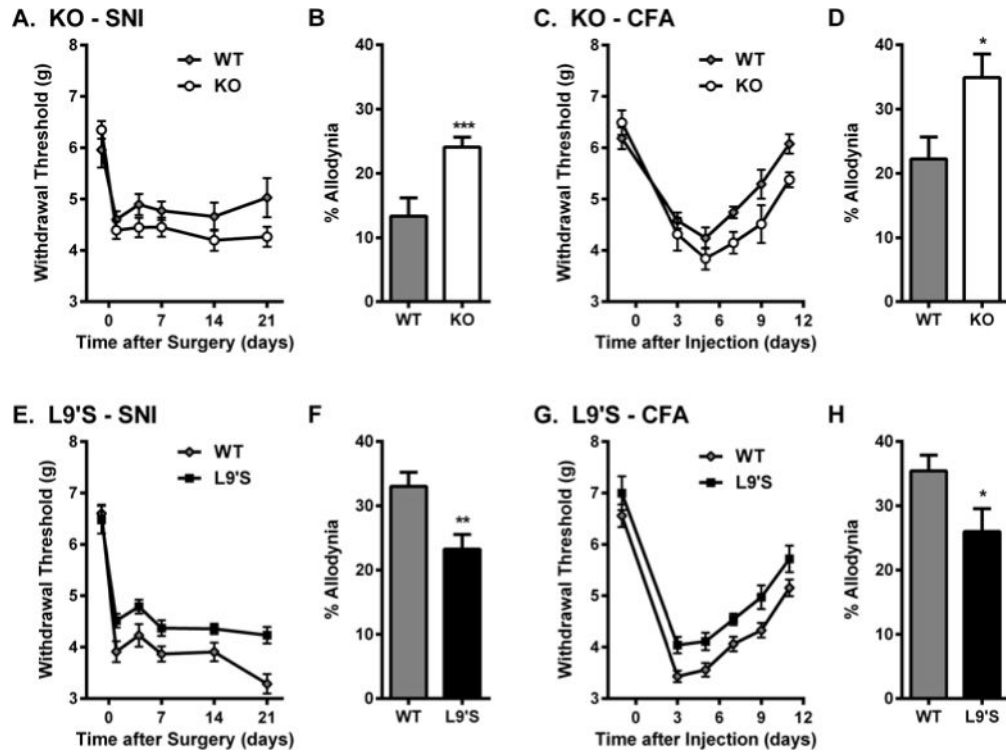 A. KO - SNI
WT
KO
Withdrawal Threshold (g)
8
7
6
5
4
3
0 7 14 21
Time after Surgery (days)
B
***
% Allodynia
40
30
20
10
0
WT KO
C. KO - CFA
WT
KO
Withdrawal Threshold (g)
8
7
6
5
4
3
0 3 6 9 12
Time after Injection (days)
D
*
% Allodynia
40
30
20
10
0
WT KO
E. L9'S - SNI
WT
L9'S
Withdrawal Threshold (g)
8
7
6
5
4
3
0 7 14 21
Time after Surgery (days)
F
**
% Allodynia
40
30
20
10
0
WT L9'S
G. L9'S - CFA
WT
L9'S
Withdrawal Threshold (g)
8
7
6
5
4
3
0 3 6 9 12
Time after Injection (days)
H
*
% Allodynia
40
30
20
10
0
WT L9'S